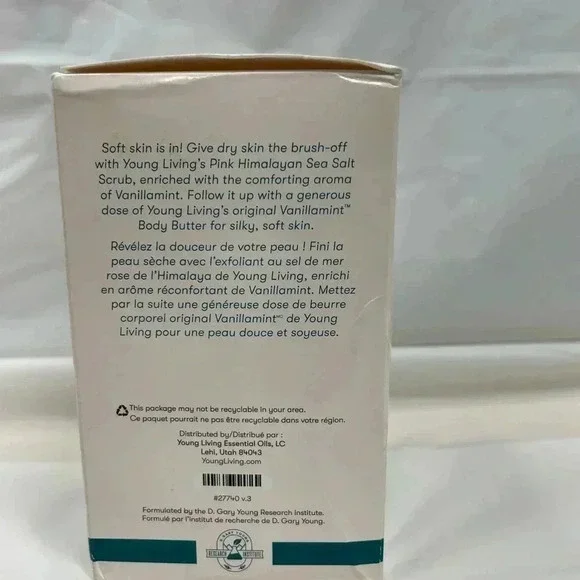 Soft skin is in! Give dry skin the brush-off
with Young Living's Pink Himalayan Sea Salt
Scrub, enriched with the comforting aroma
of Vanillamint. Follow it up with a generous
dose of Young Living's original Vanillamint™
Body Butter for silky, soft skin.
Révélez la douceur de votre peau ! Fini la
peau sèche avec l'exfoliant au sel de mer
rose de l'Himalaya de Young Living, enrichi
en arôme réconfortant de Vanillamint. Mettez
par la suite une généreuse dose de beurre
corporel original Vanillamint ᴹᶜ de Young
Living pour une peau douce et soyeuse.
This package may not be recyclable in your area.
Ce paquet pourrait ne pas être recyclable dans votre région.
Distributed by/Distribué par :
Young Living Essential Oils, LC
Lehi, Utah 84043
YoungLiving.com
#27740 v.3
Formulated by the D. Gary Young Research Institute.
Formulé par l'Institut de recherche de D. Gary Young.
D. GARY YOUNG
RESEARCH INSTITUTE